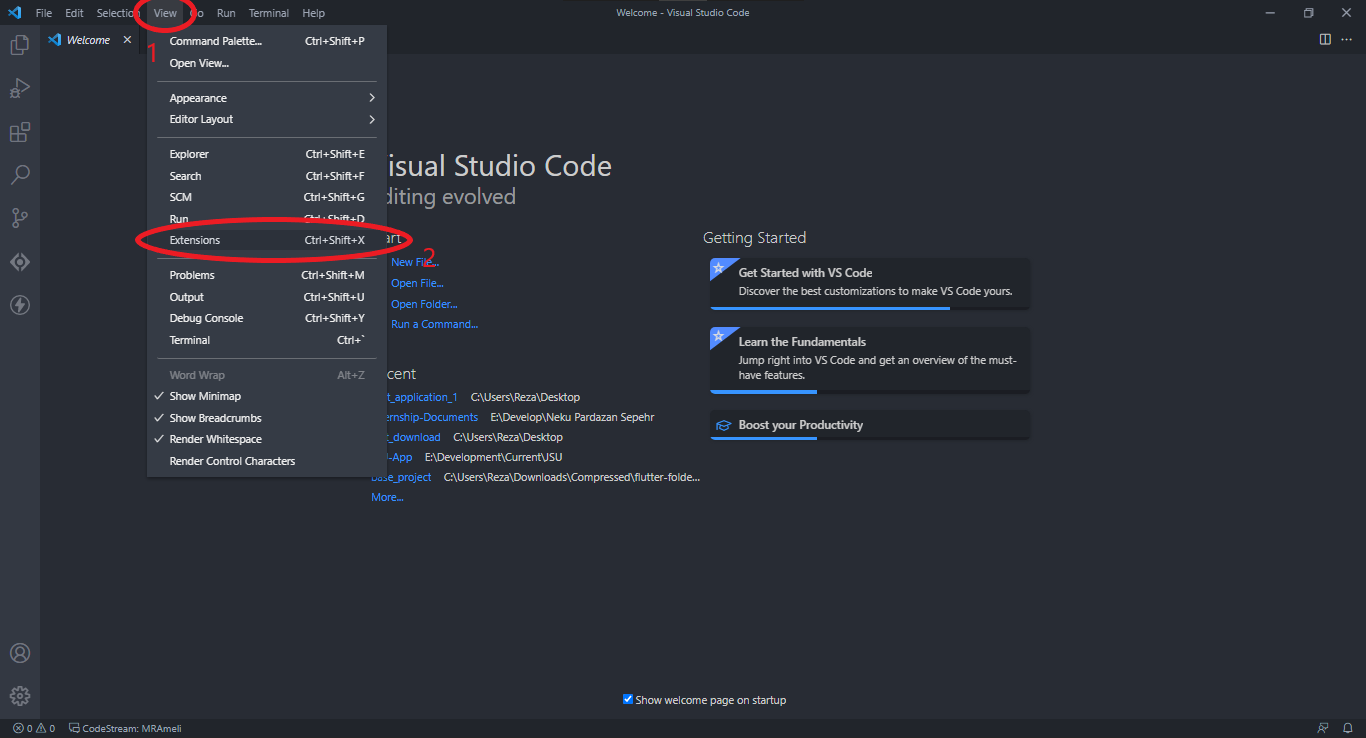 File Edit Selection View Go Run Terminal Help
Welcome - Visual Studio Code
Welcome
1
Command Palette... Ctrl+Shift+P
Open View...
Appearance
Editor Layout
Explorer Ctrl+Shift+E
Search Ctrl+Shift+F
SCM Ctrl+Shift+G
Run Ctrl+Shift+D
Extensions Ctrl+Shift+X
2
Problems Ctrl+Shift+M
Output Ctrl+Shift+U
Debug Console Ctrl+Shift+Y
Terminal Ctrl+`
Word Wrap Alt+Z
Show Minimap
Show Breadcrumbs
Render Whitespace
Render Control Characters
isual Studio Code
diting evolved
art
New File...
Open File...
Open Folder...
Run a Command...
cent
t_application_1 C:\Users\Reza\Desktop
ernship-Documents E:\Develop\Neku Pardazan Sepehr
t_download C:\Users\Reza\Desktop
-App E:\Development\Current\JSU
base_project C:\Users\Reza\Downloads\Compressed\flutter-folde...
More...
Getting Started
Get Started with VS Code
Discover the best customizations to make VS Code yours.
Learn the Fundamentals
Jump right into VS Code and get an overview of the must-
have features.
Boost your Productivity
Show welcome page on startup
0 0 CodeStream: MRAmeli